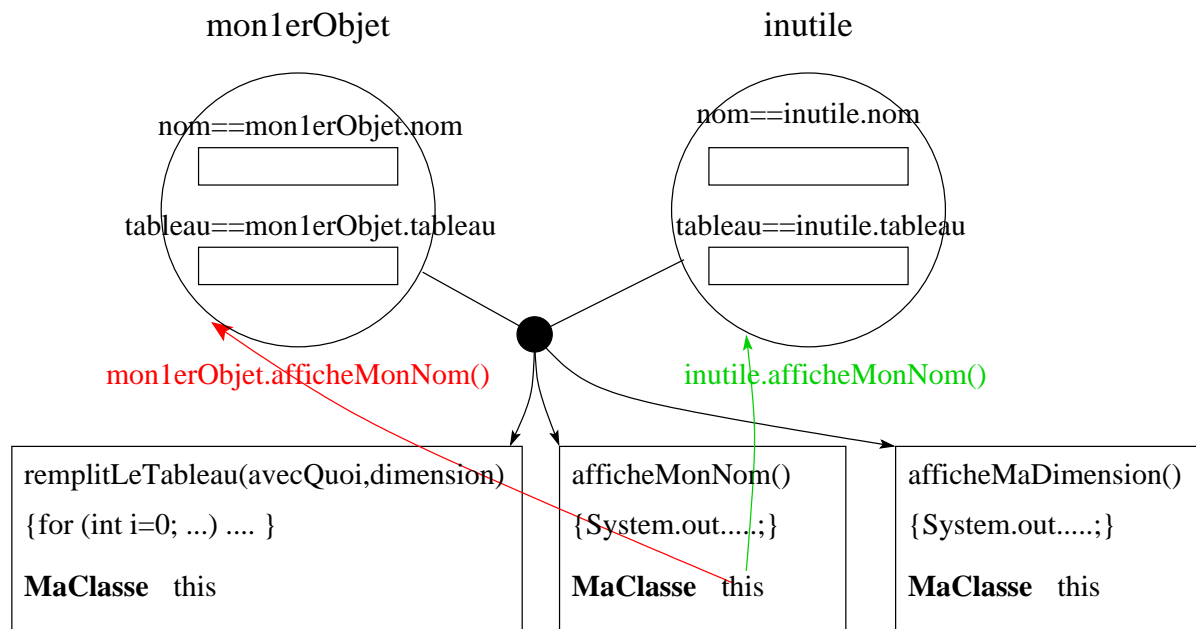 mon1erObjet
inutile
nom==mon1erObjet.nom
nom==inutile.nom
tableau==mon1erObjet.tableau
tableau==inutile.tableau
mon1erObjet.afficheMonNom()
inutile.afficheMonNom()
remplitLeTableau(avecQuoi,dimension)
{for (int i=0; ...) .... }
MaClasse this
afficheMonNom()
{System.out.....;}
MaClasse this
afficheMaDimension()
{System.out.....;}
MaClasse this